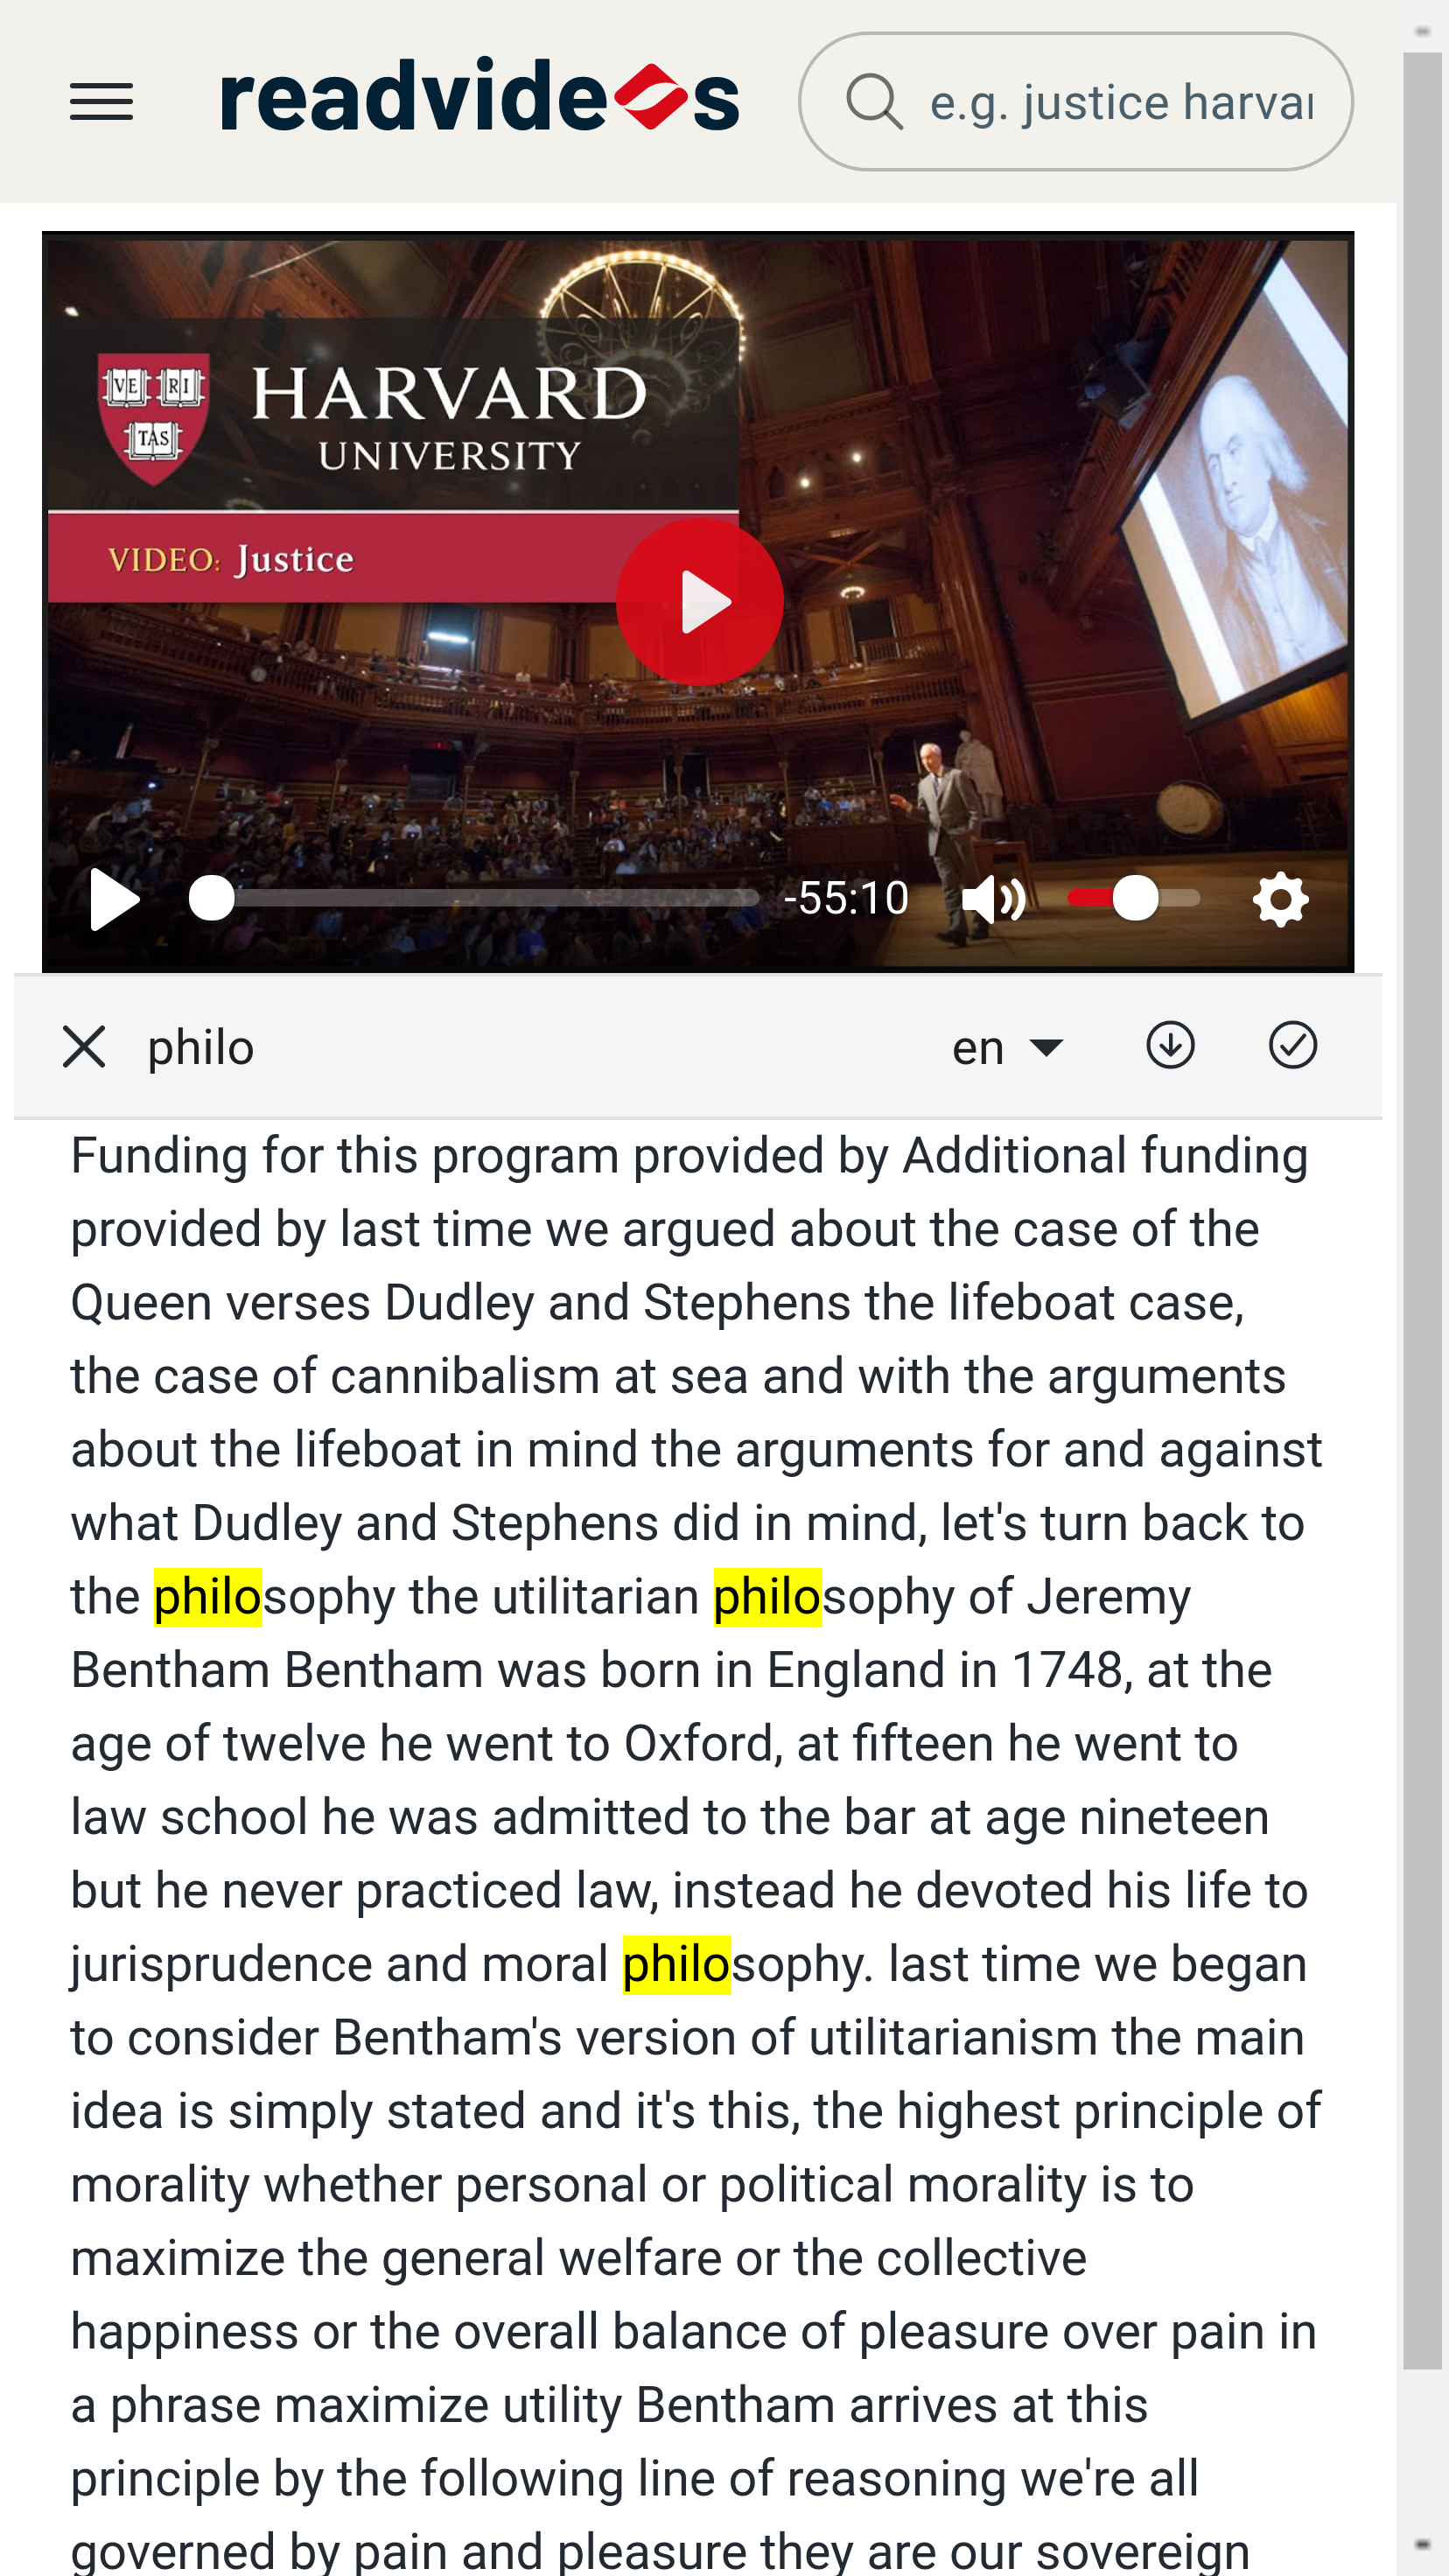 readvideos
e.g. justice harvar
VE RI
TAS
HARVARD
UNIVERSITY
VIDEO: Justice
-55:10
philo
en
Funding for this program provided by Additional funding
provided by last time we argued about the case of the
Queen verses Dudley and Stephens the lifeboat case,
the case of cannibalism at sea and with the arguments
about the lifeboat in mind the arguments for and against
what Dudley and Stephens did in mind, let's turn back to
the philosophy the utilitarian philosophy of Jeremy
Bentham Bentham was born in England in 1748, at the
age of twelve he went to Oxford, at fifteen he went to
law school he was admitted to the bar at age nineteen
but he never practiced law, instead he devoted his life to
jurisprudence and moral philosophy. last time we began
to consider Bentham's version of utilitarianism the main
idea is simply stated and it's this, the highest principle of
morality whether personal or political morality is to
maximize the general welfare or the collective
happiness or the overall balance of pleasure over pain in
a phrase maximize utility Bentham arrives at this
principle by the following line of reasoning we're all
governed by pain and pleasure they are our sovereign